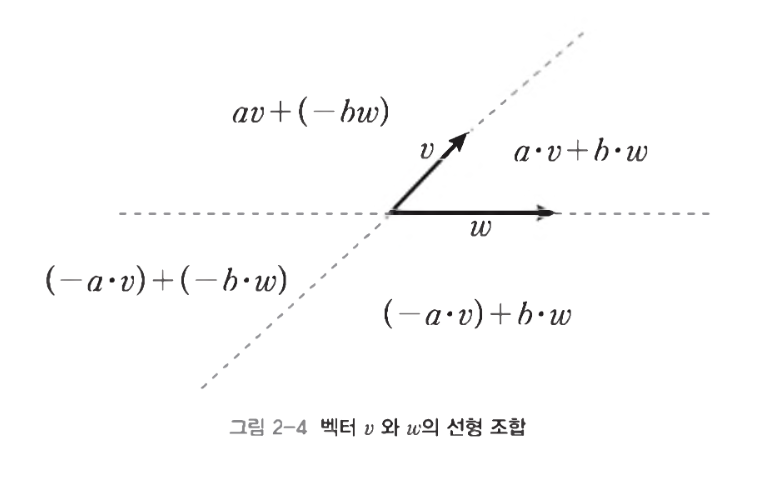 av+(−bw)
v
a·v+b·w
w
(−a·v)+(−b·w)
(−a·v)+b·w
그림 2-4 벡터 v 와 w의 선형 조합